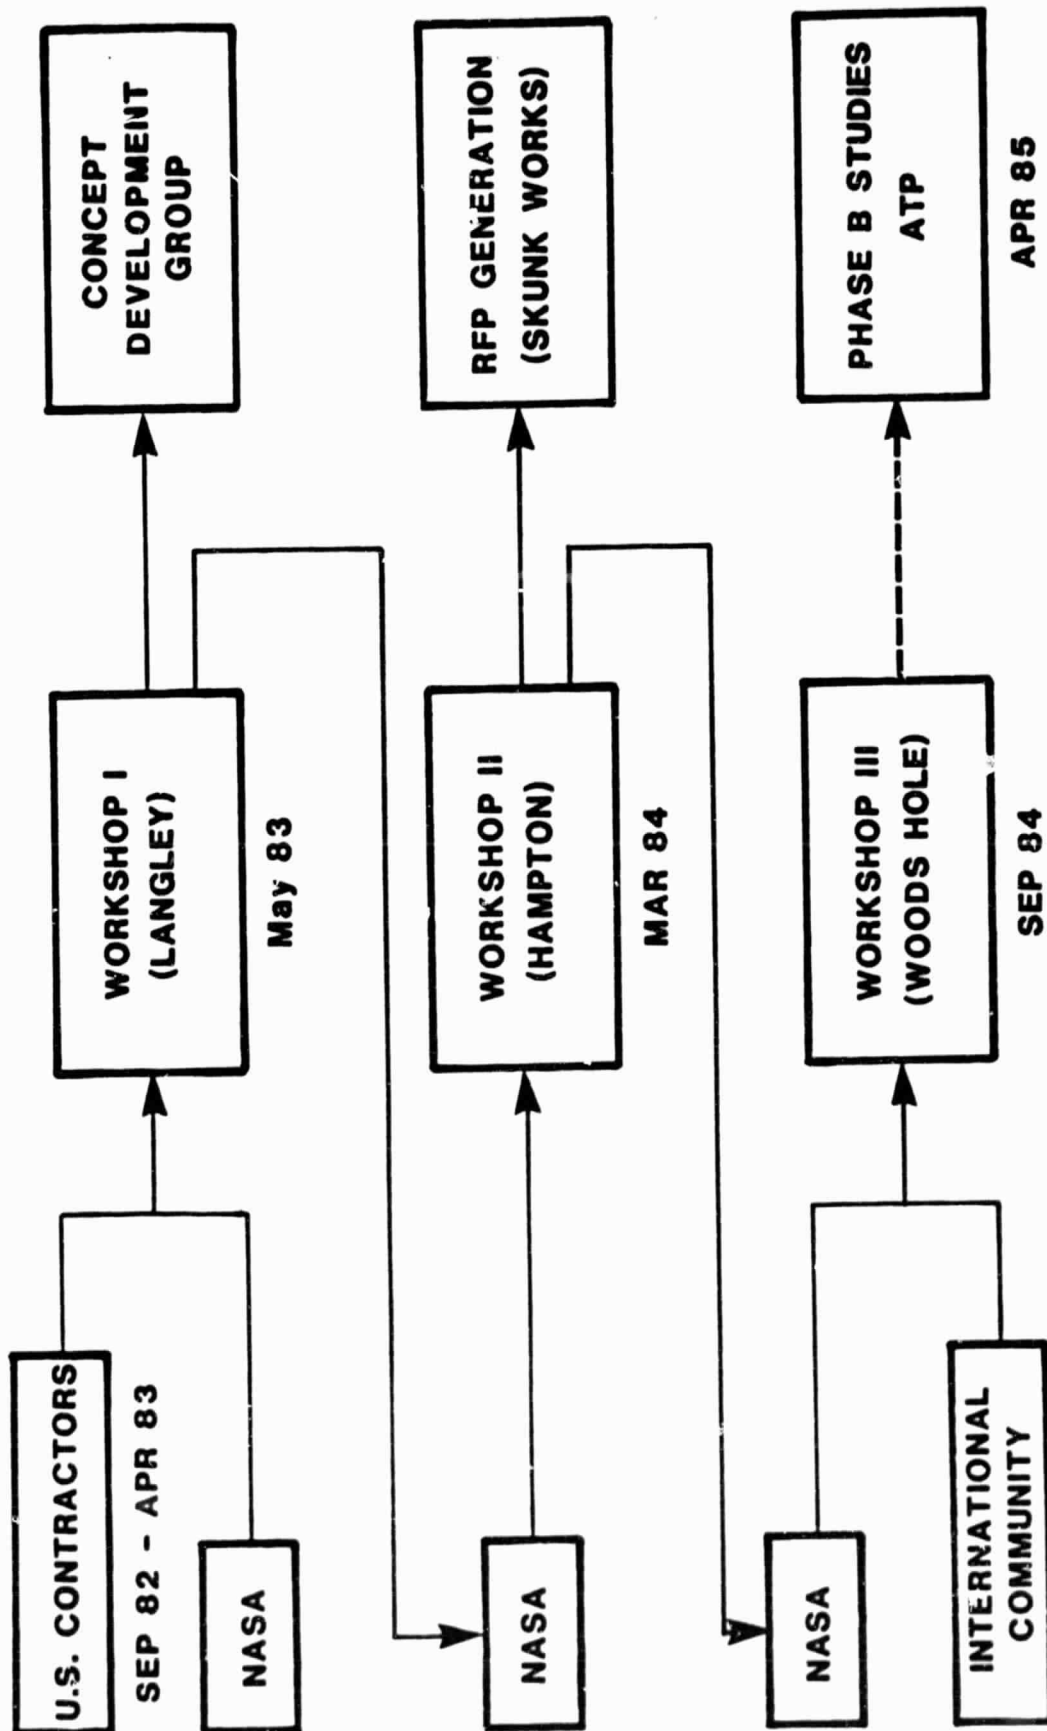 U.S. CONTRACTORS
SEP 82 - APR 83
NASA
WORKSHOP I
(LANGLEY)
May 83
CONCEPT
DEVELOPMENT
GROUP
NASA
WORKSHOP II
(HAMPTON)
MAR 84
RFP GENERATION
(SKUNK WORKS)
NASA
INTERNATIONAL
COMMUNITY
WORKSHOP III
(WOODS HOLE)
SEP 84
PHASE B STUDIES
ATP
APR 85